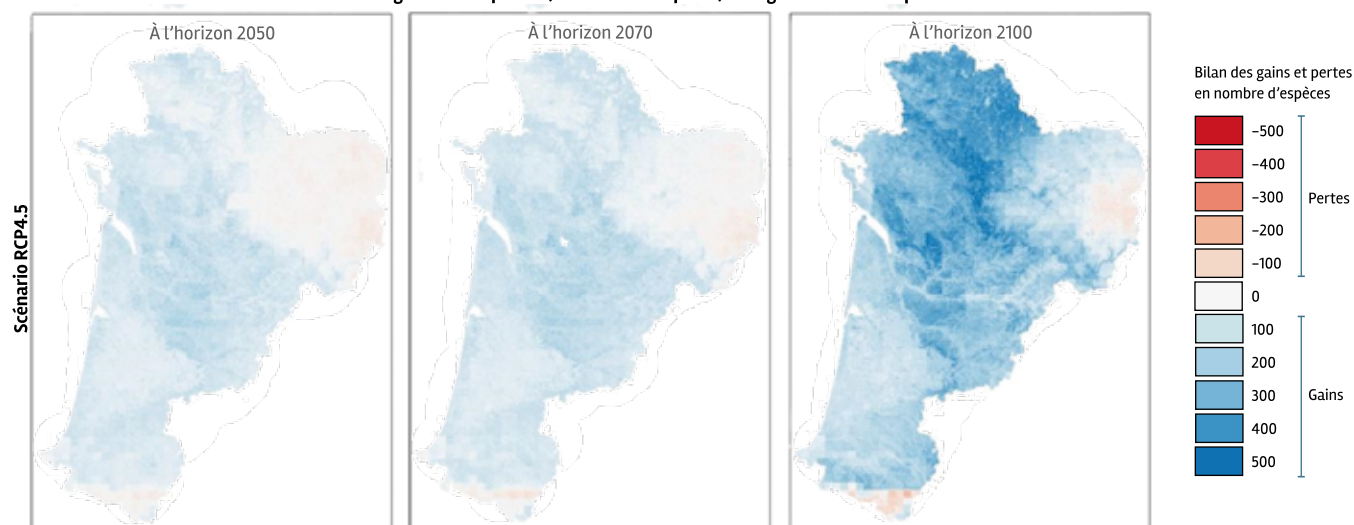 À l’horizon 2050
À l’horizon 2070
À l’horizon 2100
Scénario RCP4.5
Bilan des gains et pertes
en nombre d’espèces
-500
-400
-300
-200
-100
0
100
200
300
400
500
Pertes
Gains